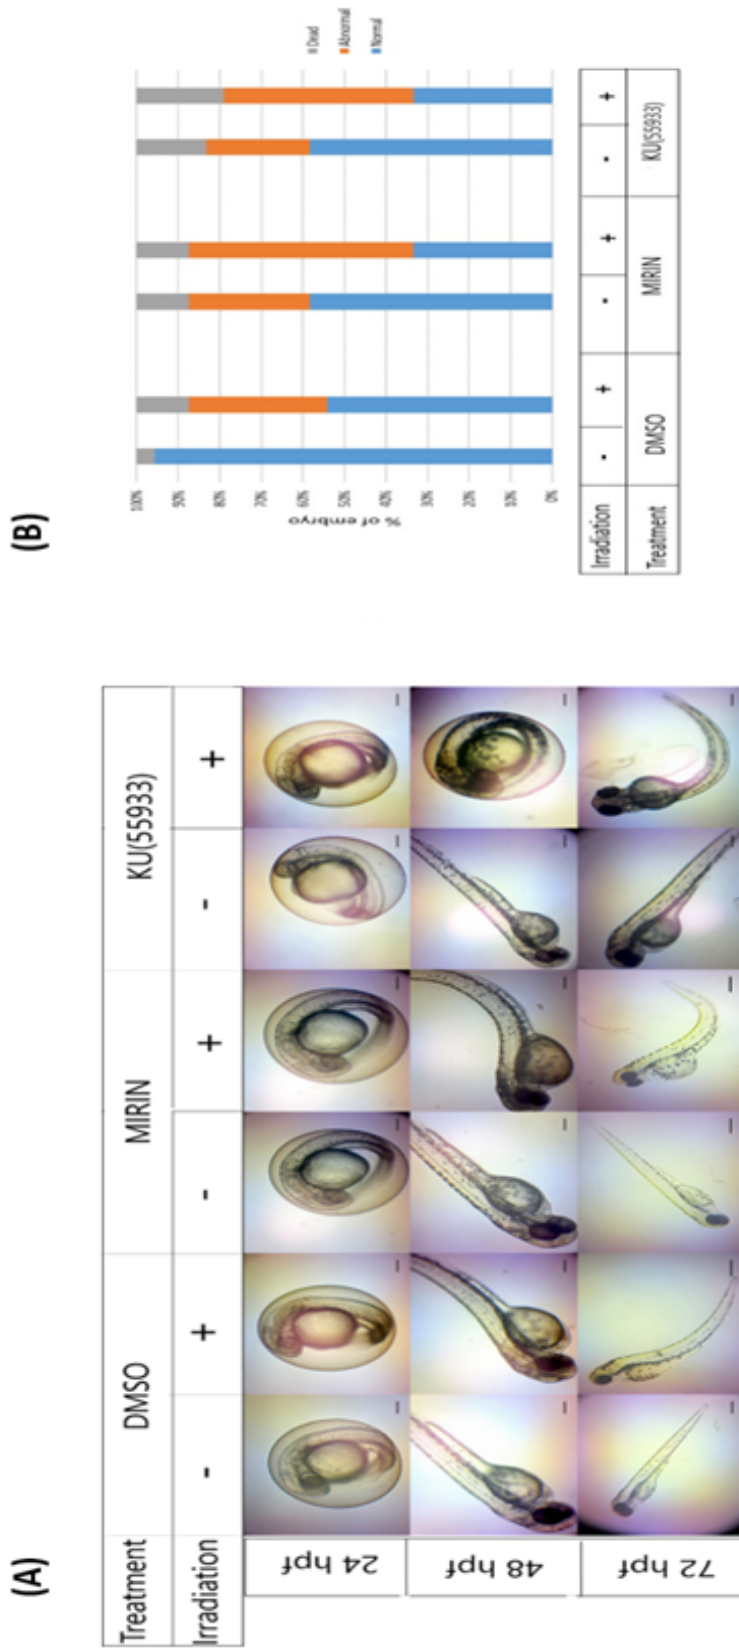 (A)
Treatment DMSO MIRIN KU(55933)
Irradiation - + - + - +
24 hpf
48 hpf
72 hpf
(B)
100%
90%
80%
70%
60%
50%
40%
30%
20%
10%
0%
% of embryo
Dead
Abnormal
Normal
Irradiation - + - + - +
Treatment DMSO MIRIN KU(55933)